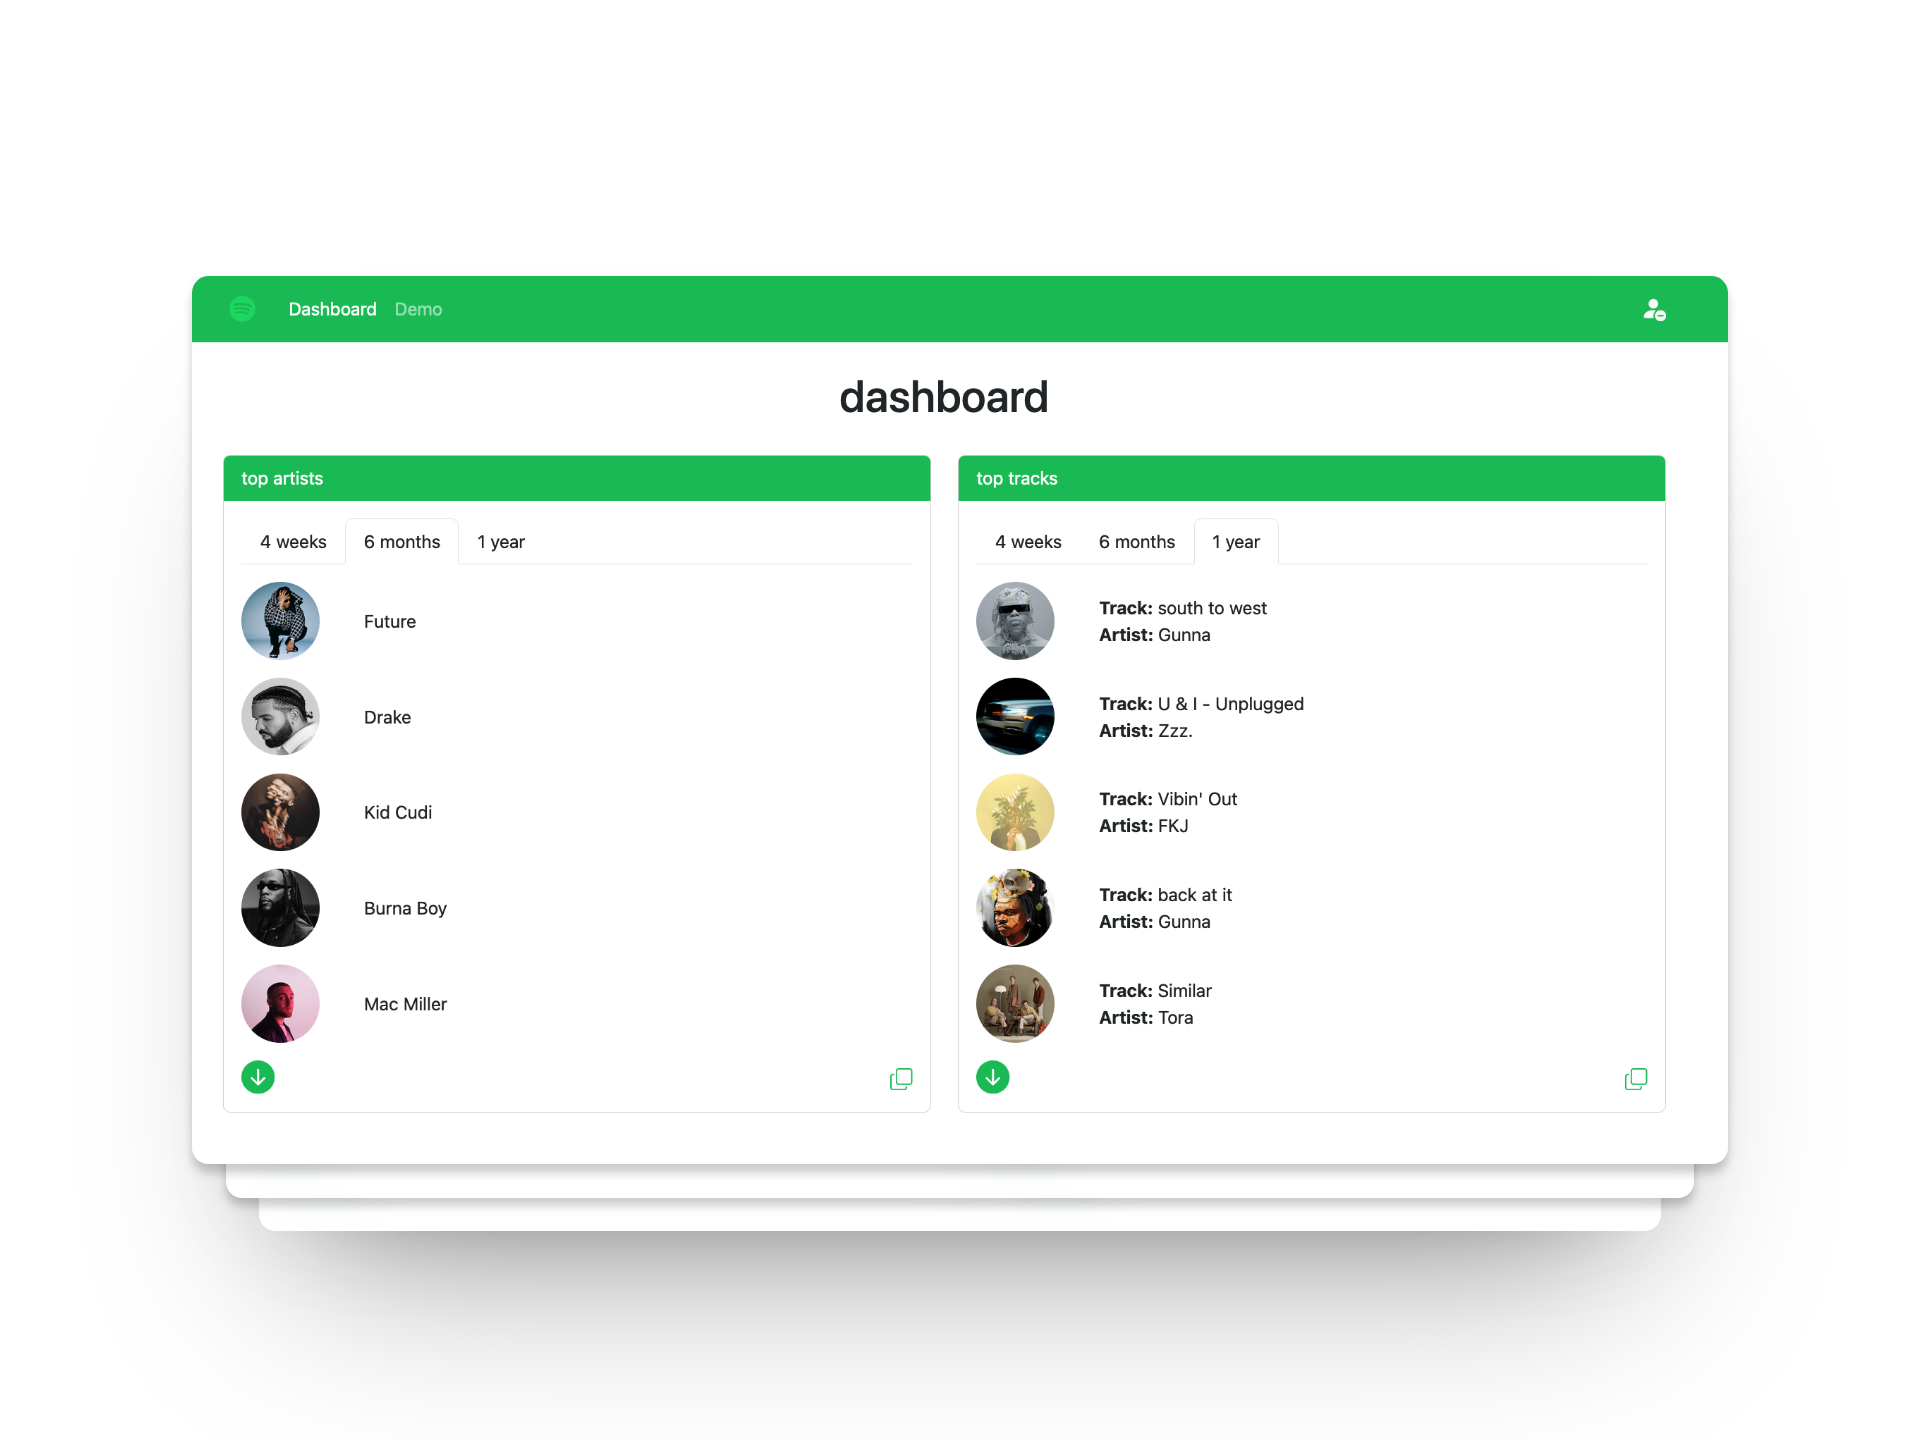 Dashboard Demo
dashboard
top artists
4 weeks 6 months 1 year
Future
Drake
Kid Cudi
Burna Boy
Mac Miller
top tracks
4 weeks 6 months 1 year
Track: south to west
Artist: Gunna
Track: U & I - Unplugged
Artist: Zzz.
Track: Vibin' Out
Artist: FKJ
Track: back at it
Artist: Gunna
Track: Similar
Artist: Tora